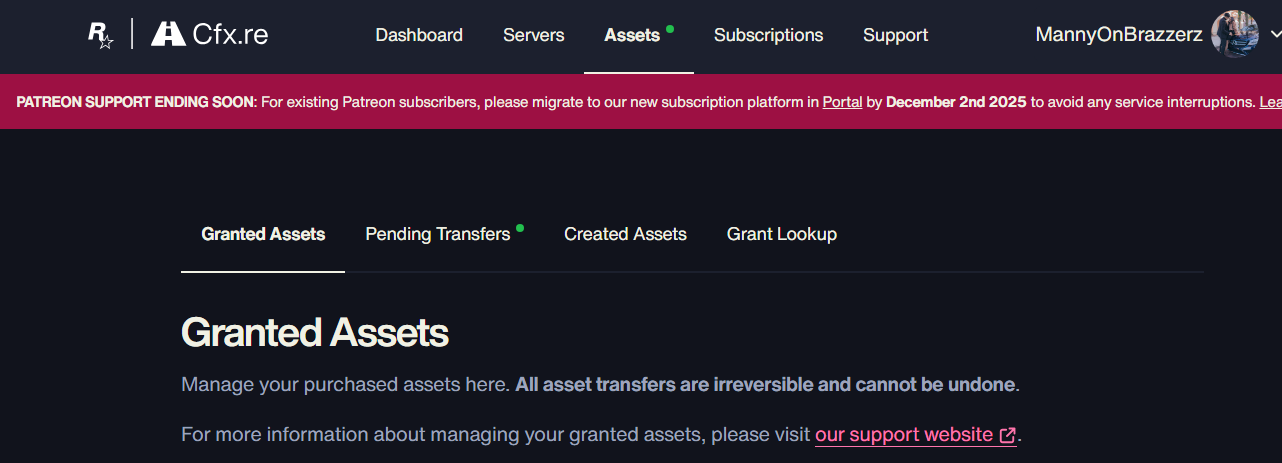 R Cfx.re Dashboard Servers Assets Subscriptions Support MannyOnBrazzerz
PATREON SUPPORT ENDING SOON: For existing Patreon subscribers, please migrate to our new subscription platform in Portal by December 2nd 2025 to avoid any service interruptions.
Granted Assets Pending Transfers Created Assets Grant Lookup
Granted Assets
Manage your purchased assets here. All asset transfers are irreversible and cannot be undone.
For more information about managing your granted assets, please visit our support website.